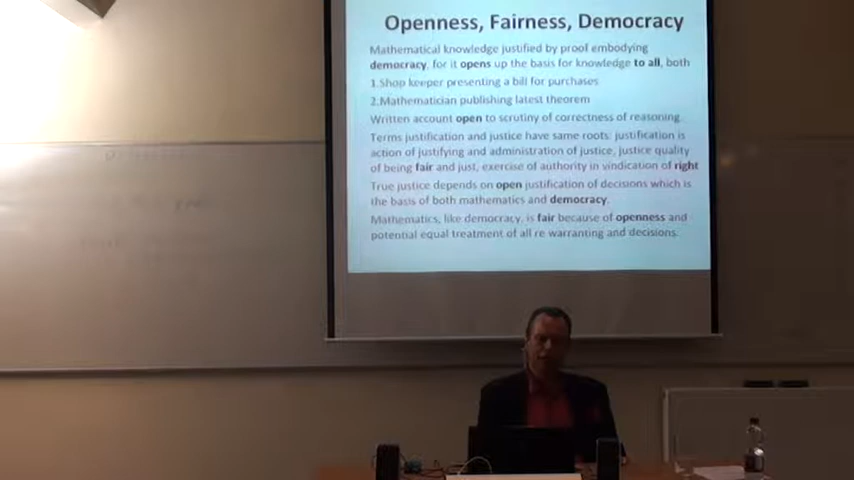 Openness, Fairness, Democracy
Mathematical knowledge justified by proof embodying
democracy, for it opens up the basis for knowledge to all, both
1.Shop keeper presenting a bill for purchases
2.Mathematician publishing latest theorem
Written account open to scrutiny of correctness of reasoning.
Terms justification and justice have same roots: justification is
action of justifying and administration of justice, justice quality
of being fair and just, exercise of authority in vindication of right
True justice depends on open justification of decisions which is
the basis of both mathematics and democracy.
Mathematics, like democracy, is fair because of openness and
potential equal treatment of all re warranting and decisions.